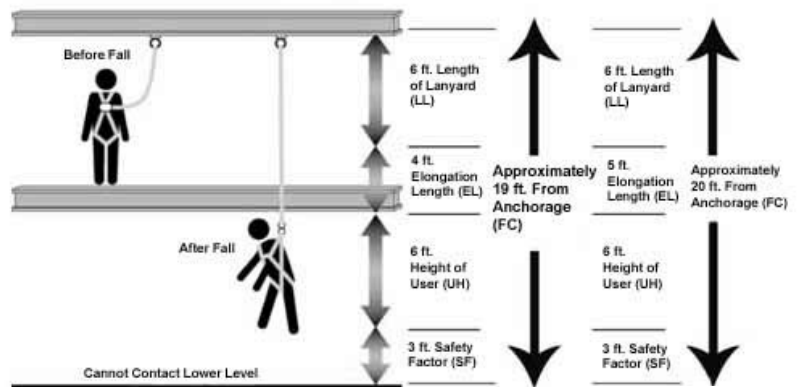 Before Fall
After Fall
Cannot Contact Lower Level
6 ft. Length
of Lanyard
(LL)
4 ft.
Elongation
Length (EL)
6 ft.
Height of
User (UH)
3 ft. Safety
Factor (SF)
Approximately
19 ft. From
Anchorage
(FC)
6 ft. Length
of Lanyard
(LL)
5 ft.
Elongation
Length (EL)
6 ft.
Height of
User (UH)
3 ft. Safety
Factor (SF)
Approximately
20 ft. From
Anchorage (FC)